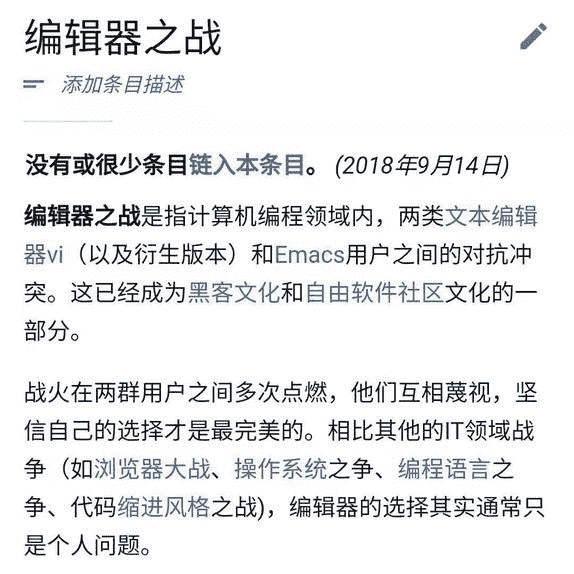 编辑器之战
添加条目描述
没有或很少条目链入本条目。 (2018年9月14日)
编辑器之战是指计算机编程领域内，两类文本编辑
器vi（以及衍生版本）和Emacs用户之间的对抗冲
突。这已经成为黑客文化和自由软件社区文化的一
部分。
战火在两群用户之间多次点燃，他们互相蔑视，坚
信自己的选择才是最完美的。相比其他的IT领域战
争（如浏览器大战、操作系统之争、编程语言之
争、代码缩进风格之战)，编辑器的选择其实通常只
是个人问题。